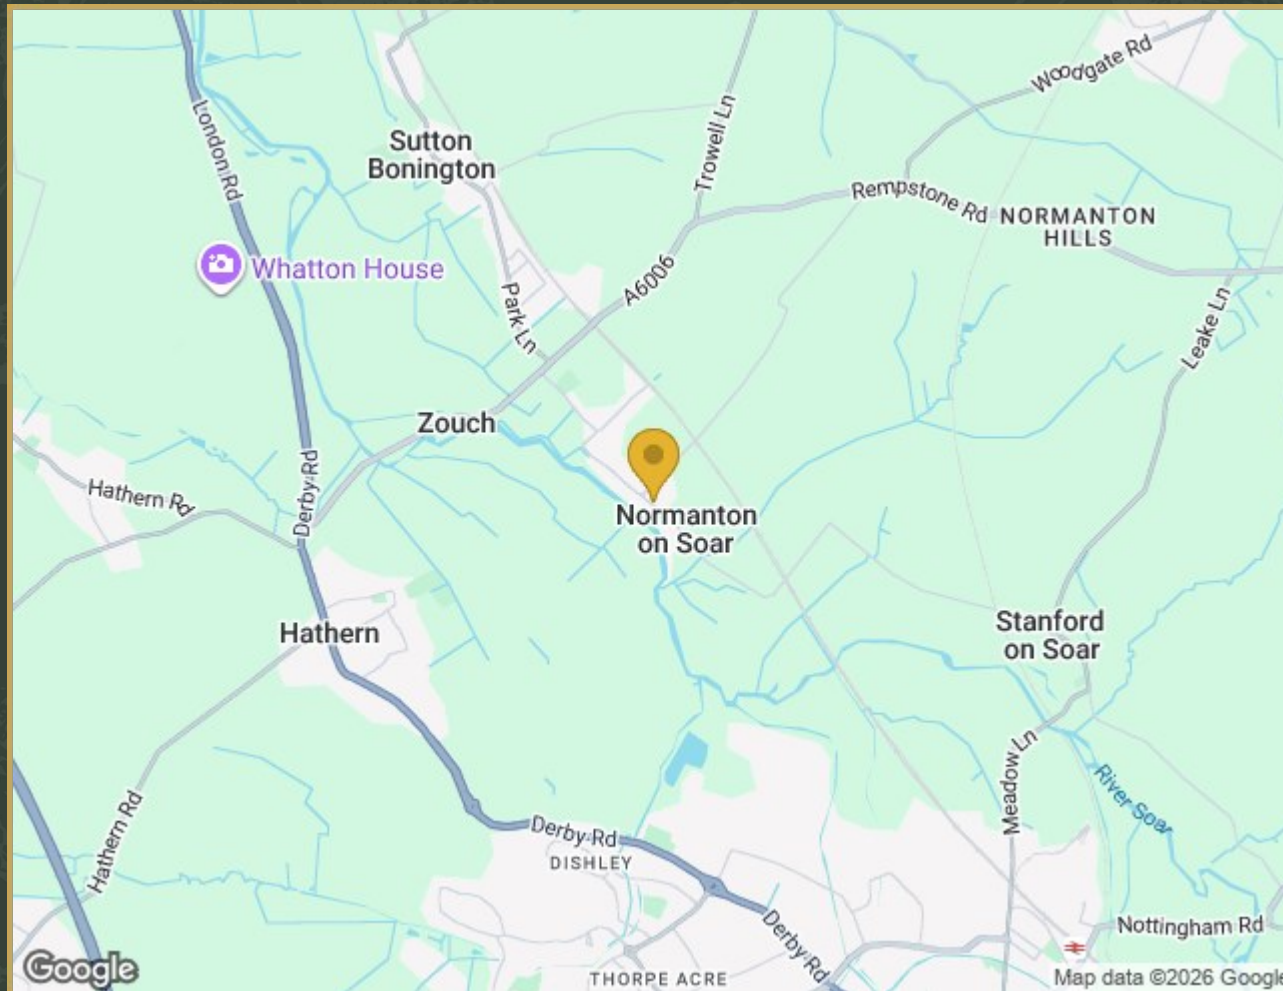 Woodgate Rd
London Rd
Trowell Ln
Sutton
Bonington
Rempstone Rd
NORMANTON
HILLS
Whatton House
A6006
Park Ln
Leake Ln
Zouch
Derby Rd
Hathern Rd
Normanton
on Soar
Hathern
Stanford
on Soar
Meadow Ln
River Soar
Hathern Rd
Derby Rd
DISHLEY
Derby Rd
Nottingham Rd
THORPE ACRE
Google
Map data ©2026 Google